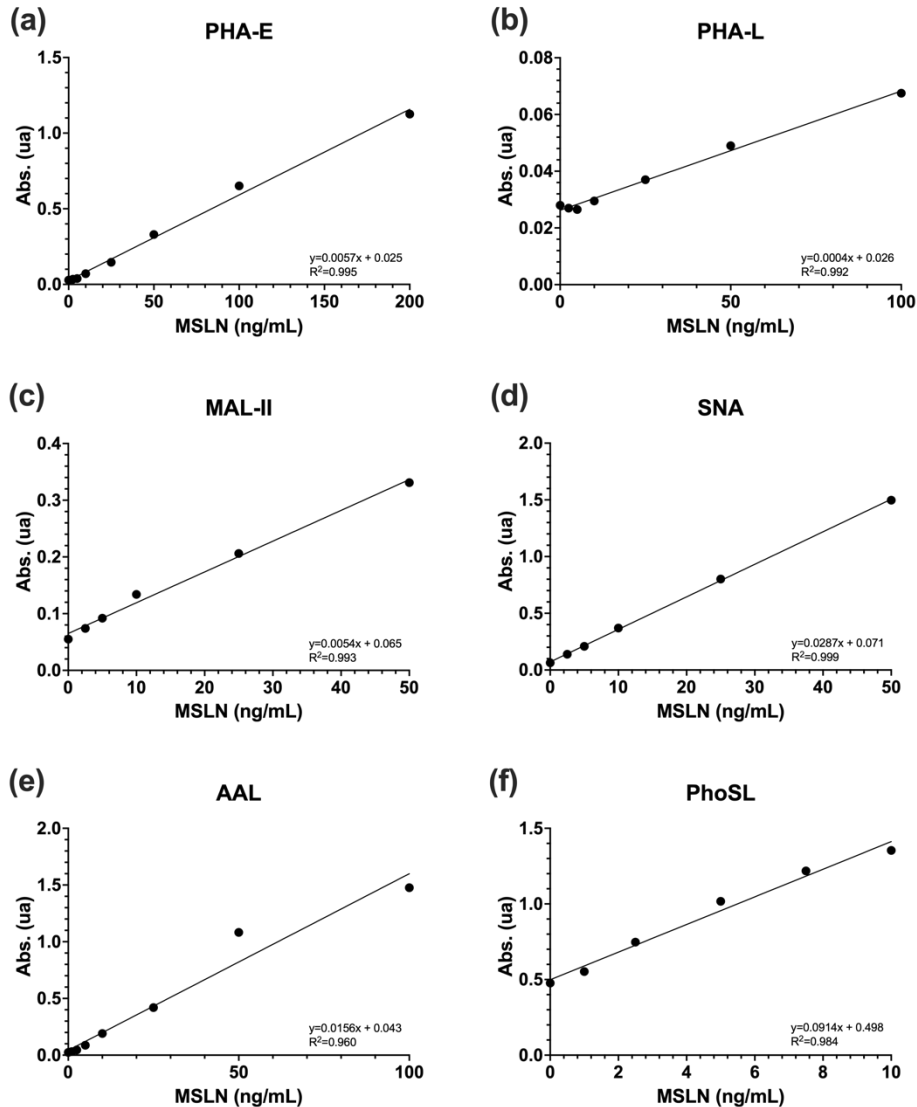 (a)
PHA-E
1.5
1.0
0.5
0.0
Abs. (ua)
y=0.0057x + 0.025
R²=0.995
0 50 100 150 200
MSLN (ng/mL)
(b)
PHA-L
0.08
0.06
0.04
0.02
0.00
Abs. (ua)
y=0.0004x + 0.026
R²=0.992
0 50 100
MSLN (ng/mL)
(c)
MAL-II
0.4
0.3
0.2
0.1
0.0
Abs. (ua)
y=0.0054x + 0.065
R²=0.993
0 10 20 30 40 50
MSLN (ng/mL)
(d)
SNA
2.0
1.5
1.0
0.5
0.0
Abs. (ua)
y=0.0287x + 0.071
R²=0.999
0 10 20 30 40 50
MSLN (ng/mL)
(e)
AAL
2.0
1.5
1.0
0.5
0.0
Abs. (ua)
y=0.0156x + 0.043
R²=0.960
0 50 100
MSLN (ng/mL)
(f)
PhoSL
1.5
1.0
0.5
0.0
Abs. (ua)
y=0.0914x + 0.498
R²=0.984
0 2 4 6 8 10
MSLN (ng/mL)